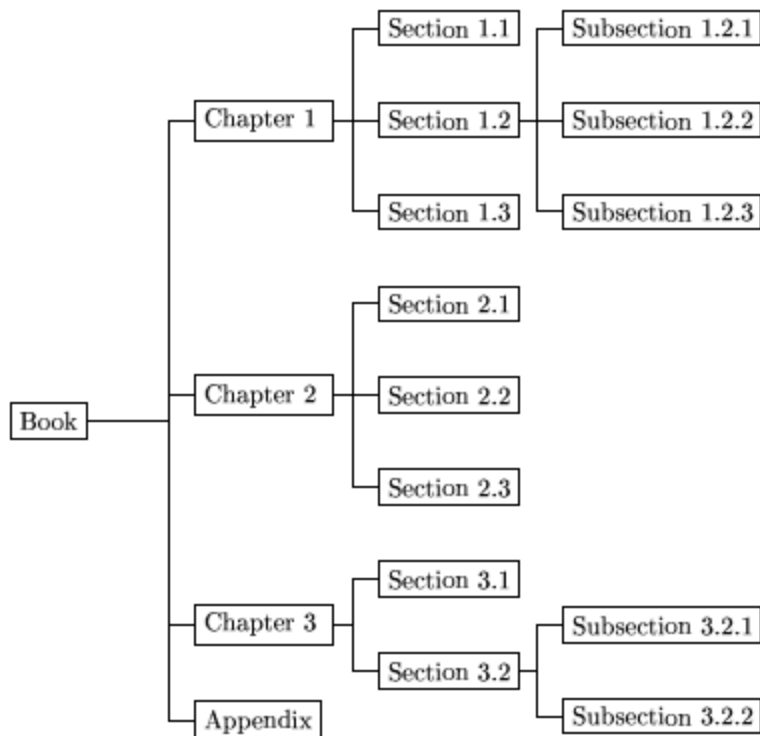 Book
Chapter 1
Section 1.1
Section 1.2
Subsection 1.2.1
Subsection 1.2.2
Subsection 1.2.3
Section 1.3
Chapter 2
Section 2.1
Section 2.2
Section 2.3
Chapter 3
Section 3.1
Section 3.2
Subsection 3.2.1
Subsection 3.2.2
Appendix